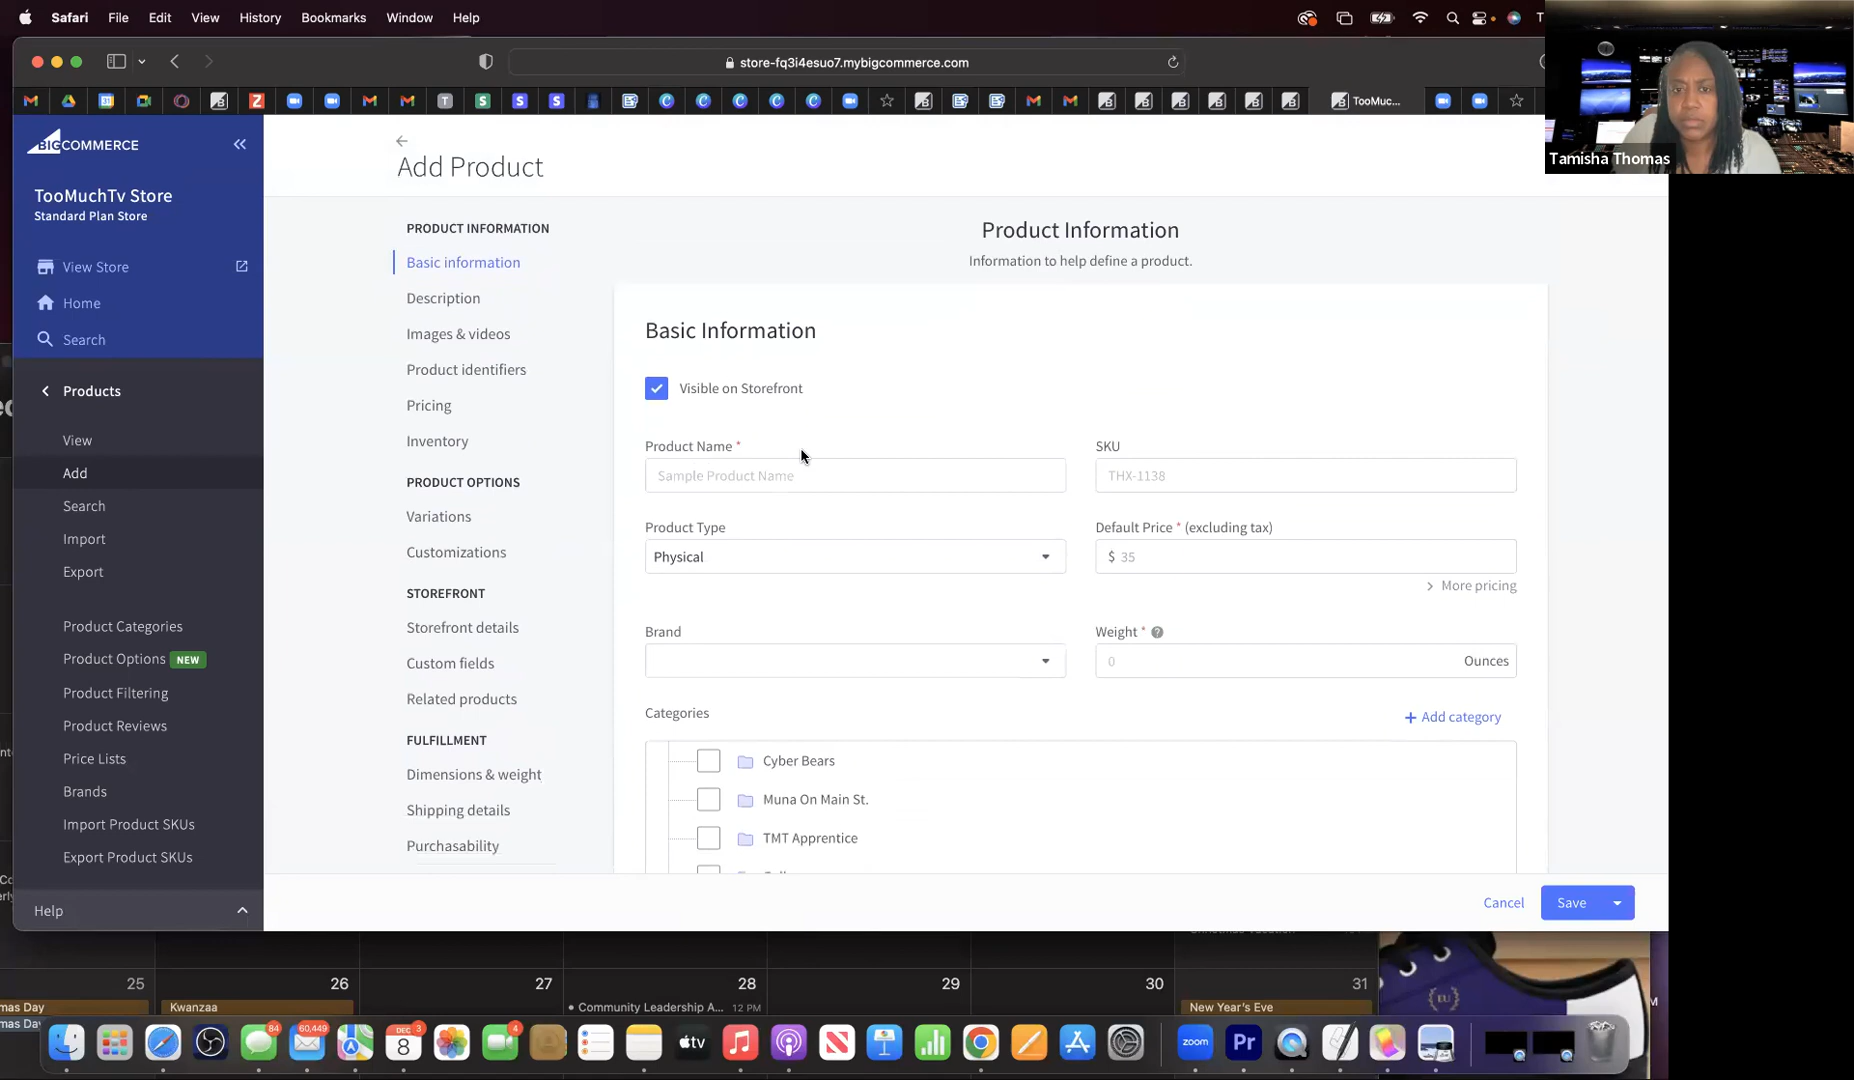 Safari File Edit View History Bookmarks Window Help
store-fq3i4esuo7.mybigcommerce.com
TooMuc...
Tamisha Thomas
BIGCOMMERCE
TooMuchTv Store
Standard Plan Store
View Store
Home
Search
Products
View
Add
Search
Import
Export
Product Categories
Product Options NEW
Product Filtering
Product Reviews
Price Lists
Brands
Import Product SKUs
Export Product SKUs
Help
Add Product
PRODUCT INFORMATION
Basic information
Description
Images & videos
Product identifiers
Pricing
Inventory
PRODUCT OPTIONS
Variations
Customizations
STOREFRONT
Storefront details
Custom fields
Related products
FULFILLMENT
Dimensions & weight
Shipping details
Purchasability
Product Information
Information to help define a product.
Basic Information
Visible on Storefront
Product Name *
Sample Product Name
SKU
THX-1138
Product Type
Physical
Default Price * (excluding tax)
$ 35
More pricing
Brand
Weight *
0 Ounces
Categories
+ Add category
Cyber Bears
Muna On Main St.
TMT Apprentice
Cancel
Save
25 26 27 28 29 30 31
mas Day
mas Da
Kwanzaa
Community Leadership A... 12 PM
New Year's Eve
84
60,449
DEC
8
3
4
tv
zoom
Pr